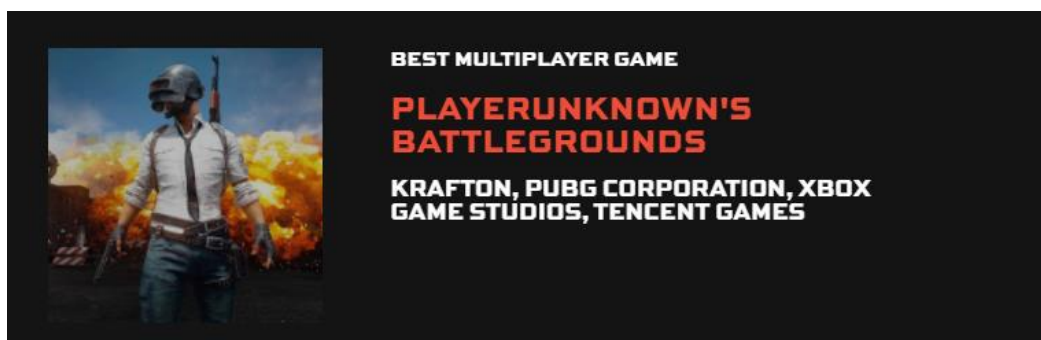 BEST MULTIPLAYER GAME
PLAYERUNKNOWN'S
BATTLEGROUNDS
KRAFTON, PUBG CORPORATION, XBOX
GAME STUDIOS, TENCENT GAMES